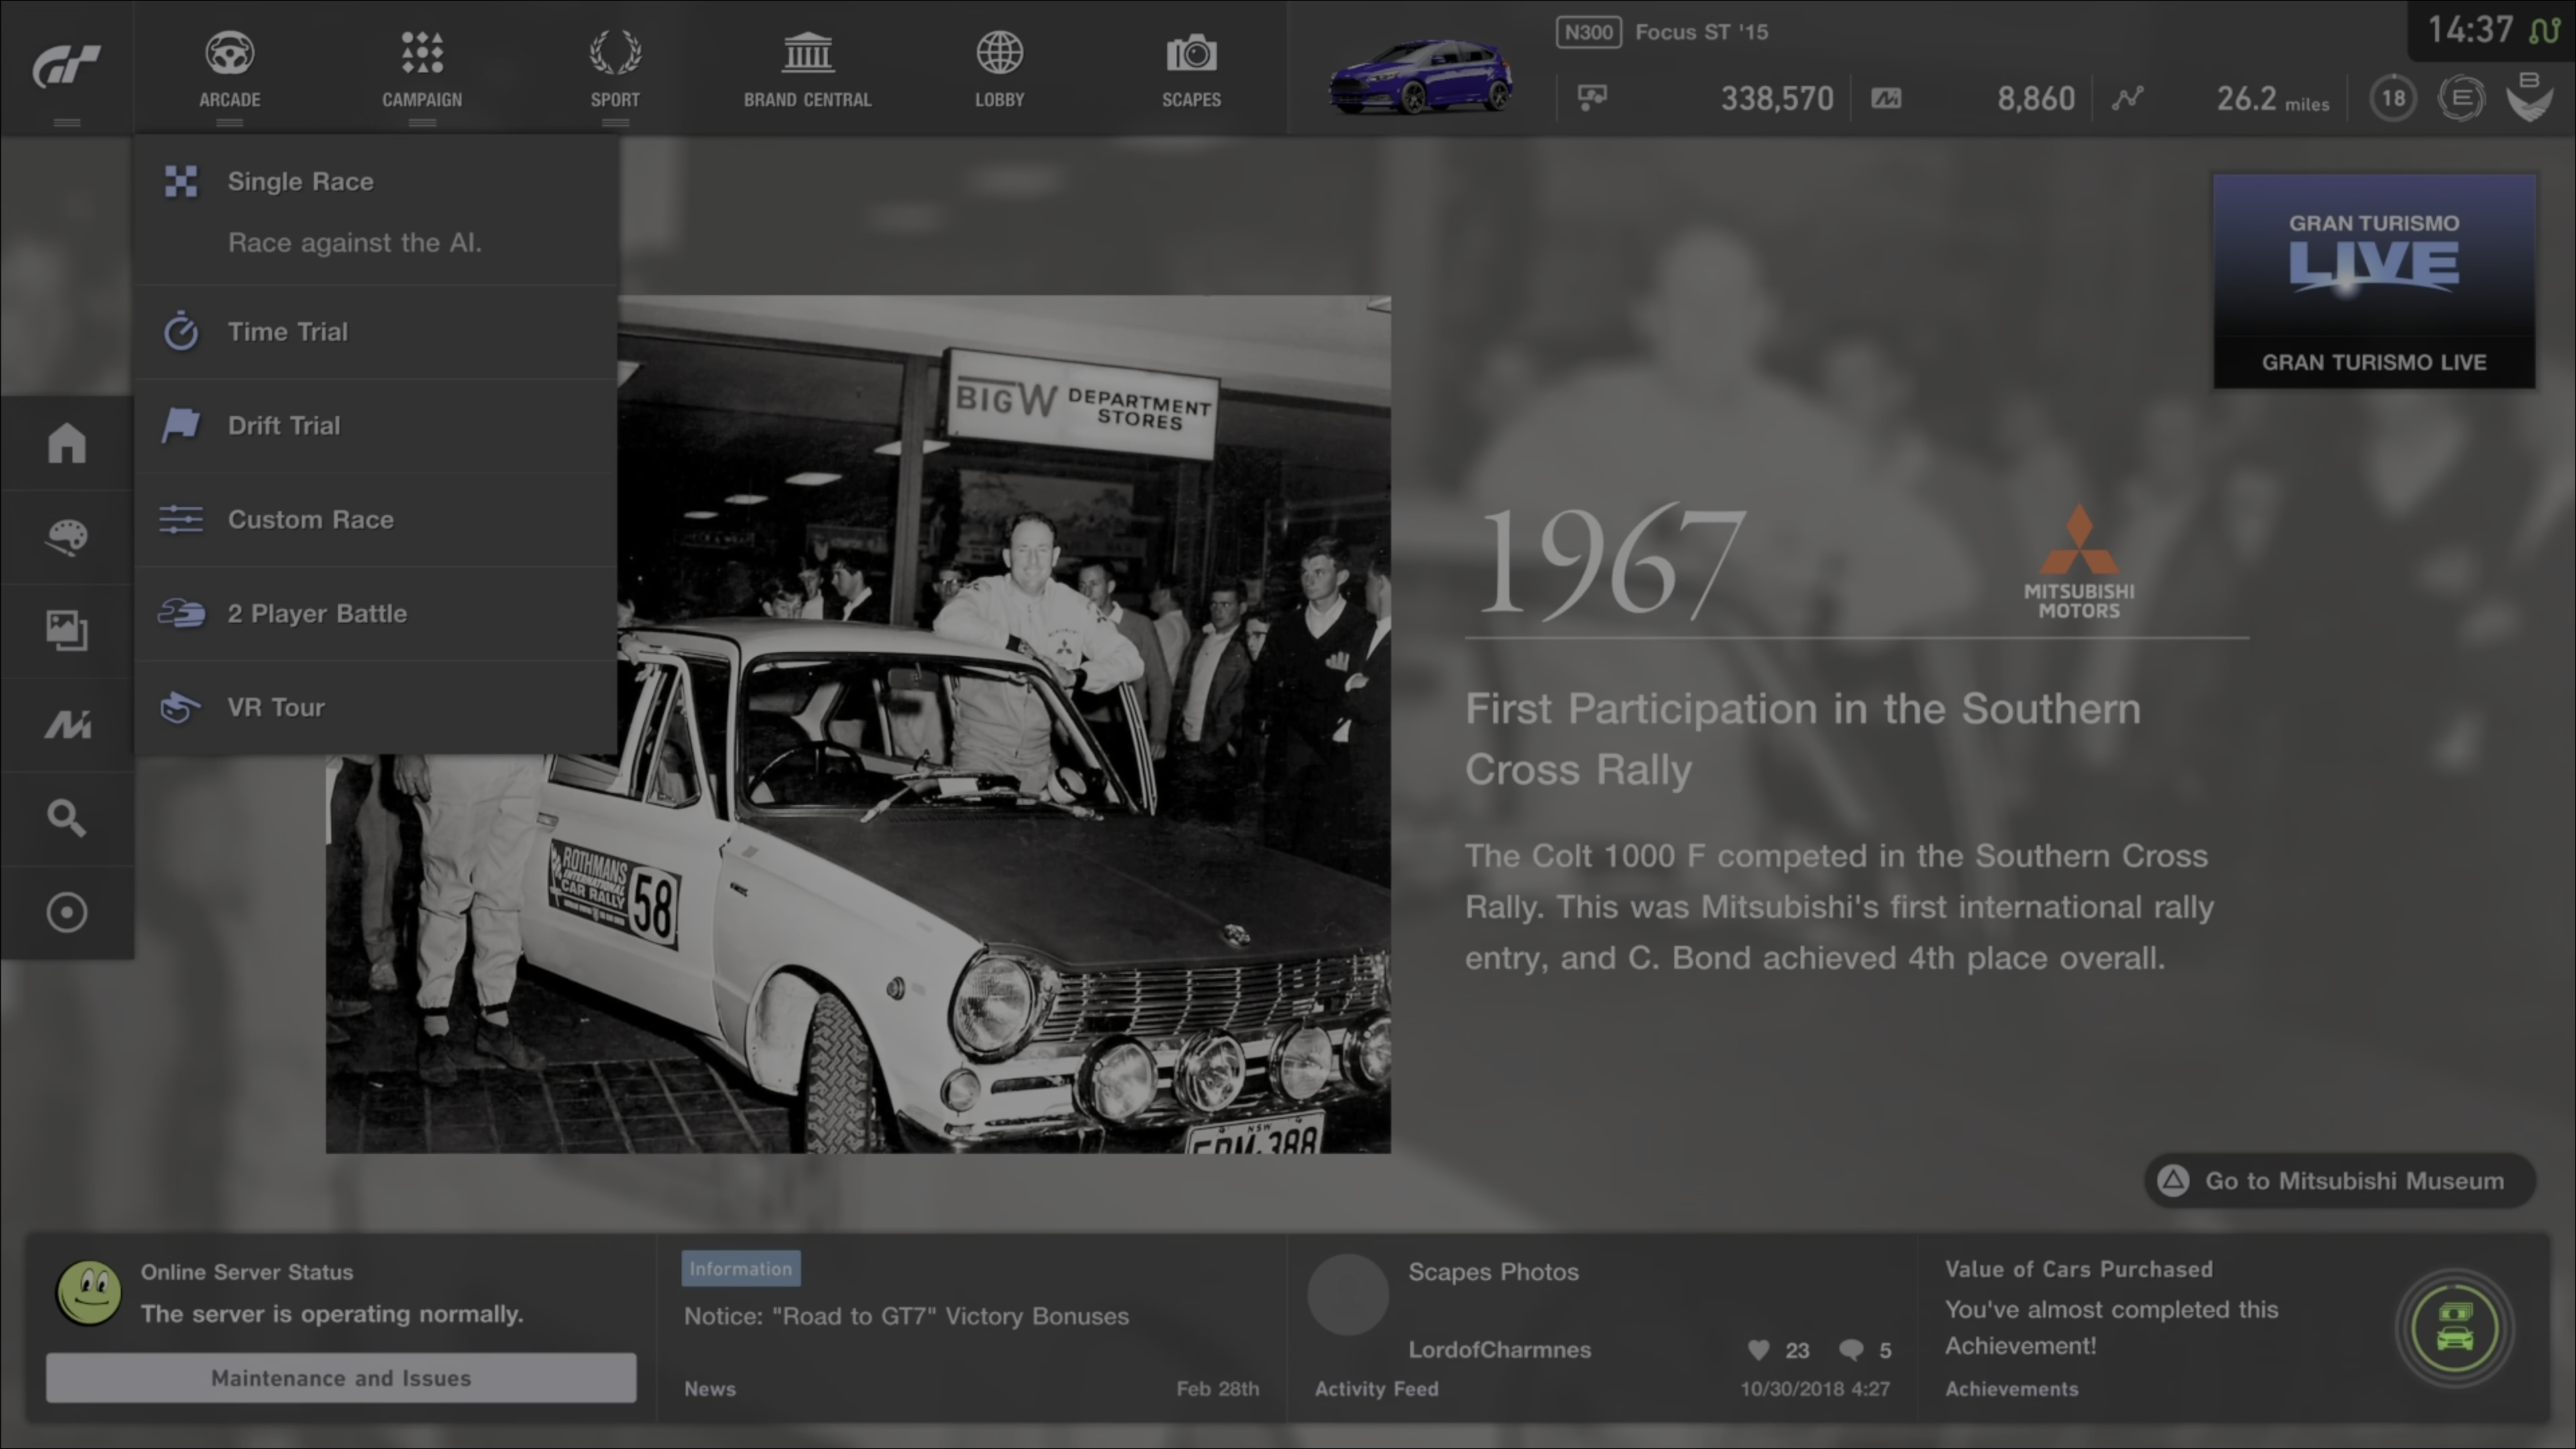 ARCADE
CAMPAIGN
SPORT
BRAND CENTRAL
LOBBY
SCAPES
N300 Focus ST '15
338,570
8,860
26.2 miles
18
E
B
14:37
Single Race
Race against the AI.
Time Trial
Drift Trial
Custom Race
2 Player Battle
VR Tour
GRAN TURISMO
LIVE
GRAN TURISMO LIVE
BIG W DEPARTMENT
STORES
ROTHMANS
INTERNATIONAL
CAR RALLY
58
NSW
1967
MITSUBISHI
MOTORS
First Participation in the Southern
Cross Rally
The Colt 1000 F competed in the Southern Cross
Rally. This was Mitsubishi's first international rally
entry, and C. Bond achieved 4th place overall.
Go to Mitsubishi Museum
Online Server Status
The server is operating normally.
Maintenance and Issues
Information
Notice: "Road to GT7" Victory Bonuses
News
Feb 28th
Scapes Photos
LordofCharmnes
23
5
Activity Feed
10/30/2018 4:27
Value of Cars Purchased
You've almost completed this
Achievement!
Achievements